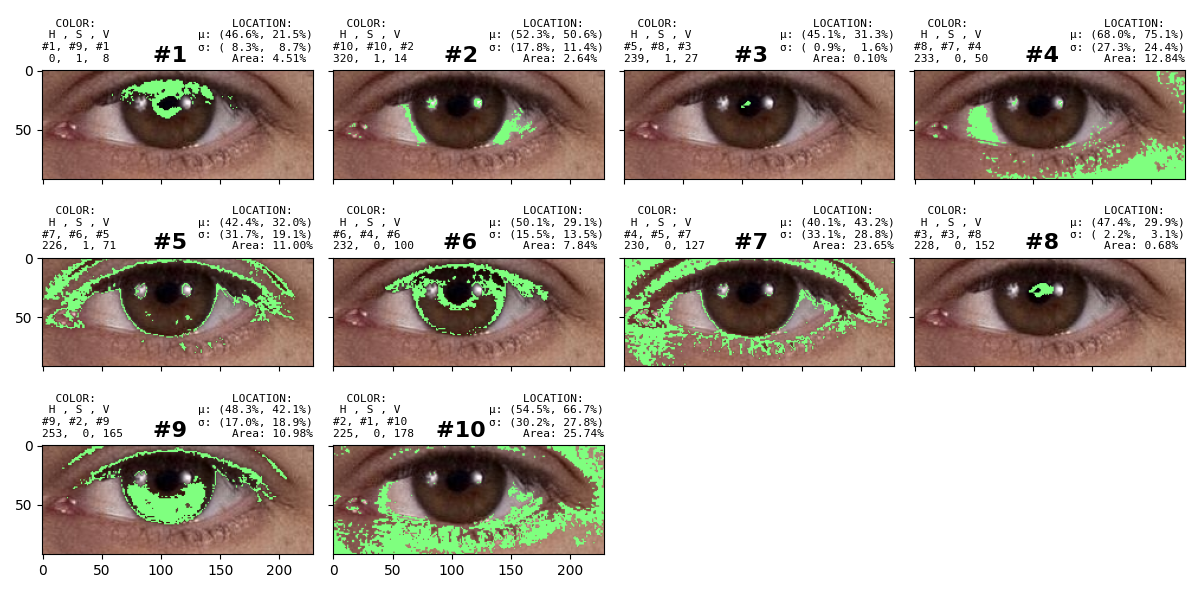 COLOR: LOCATION:
H , S , V μ: (46.6%, 21.5%)
#1, #9, #1 #1 σ: ( 8.3%, 8.7%)
0, 1, 8 Area: 4.51%
COLOR: LOCATION:
H , S , V μ: (52.3%, 50.6%)
#10, #10, #2 #2 σ: (17.8%, 11.4%)
320, 1, 14 Area: 2.64%
COLOR: LOCATION:
H , S , V μ: (45.1%, 31.3%)
#5, #8, #3 #3 σ: ( 0.9%, 1.6%)
239, 1, 27 Area: 0.10%
COLOR: LOCATION:
H , S , V μ: (68.0%, 75.1%)
#8, #7, #4 #4 σ: (27.3%, 24.4%)
233, 0, 50 Area: 12.84%
0
50
COLOR: LOCATION:
H , S , V μ: (42.4%, 32.0%)
#7, #6, #5 #5 σ: (31.7%, 19.1%)
226, 1, 71 Area: 11.00%
COLOR: LOCATION:
H , S , V μ: (50.1%, 29.1%)
#6, #4, #6 #6 σ: (15.5%, 13.5%)
232, 0, 100 Area: 7.84%
COLOR: LOCATION:
H , S , V μ: (40.1%, 43.2%)
#4, #5, #7 #7 σ: (33.1%, 28.8%)
230, 0, 127 Area: 23.65%
COLOR: LOCATION:
H , S , V μ: (47.4%, 29.9%)
#3, #3, #8 #8 σ: ( 2.2%, 3.1%)
228, 0, 152 Area: 0.68%
0
50
COLOR: LOCATION:
H , S , V μ: (48.3%, 42.1%)
#9, #2, #9 #9 σ: (17.0%, 18.9%)
253, 0, 165 Area: 10.98%
COLOR: LOCATION:
H , S , V μ: (54.5%, 66.7%)
#2, #1, #10 #10 σ: (30.2%, 27.8%)
225, 0, 178 Area: 25.74%
0
50
0 50 100 150 200
0 50 100 150 200